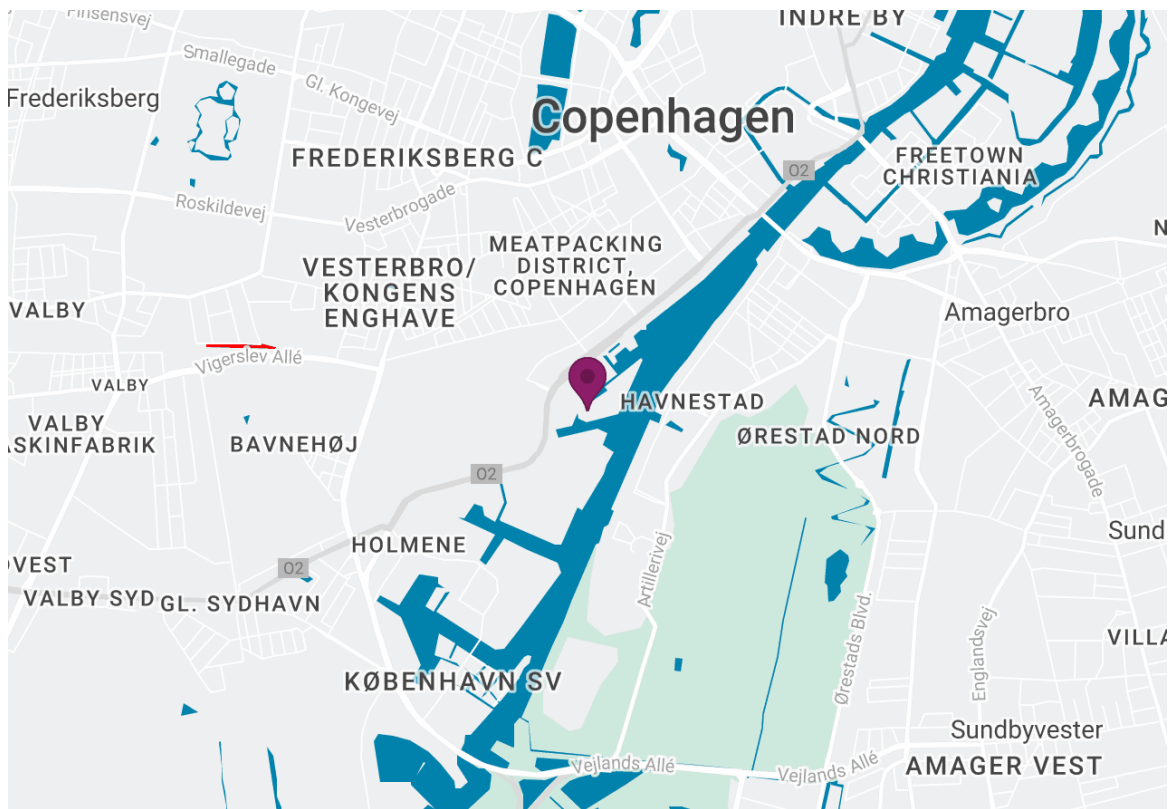 Finsensvej
INDRE BY
Smallegade
Gl. Kongevej
Frederiksberg
Copenhagen
FREDERIKSBERG C
FREETOWN
CHRISTIANIA
O2
Roskildevej
Vesterbrogade
MEATPACKING
DISTRICT,
COPENHAGEN
VESTERBRO/
KONGENS
ENGHAVE
VALBY
Amagerbro
Vigerslev Allé
VALBY
HAVNESTAD
AMAG
VALBY
ASKINFABRIK
BAVNEHØJ
ØRESTAD NORD
Amagerbrogade
O2
HOLMENE
Sund
DVEST
O2
Artillerivej
VALBY SYD
GL. SYDHAVN
Ørestads Blvd.
Englandsvej
VILLA
KØBENHAVN SV
Sundbyvester
Vejlands Allé
Vejlands Allé
AMAGER VEST